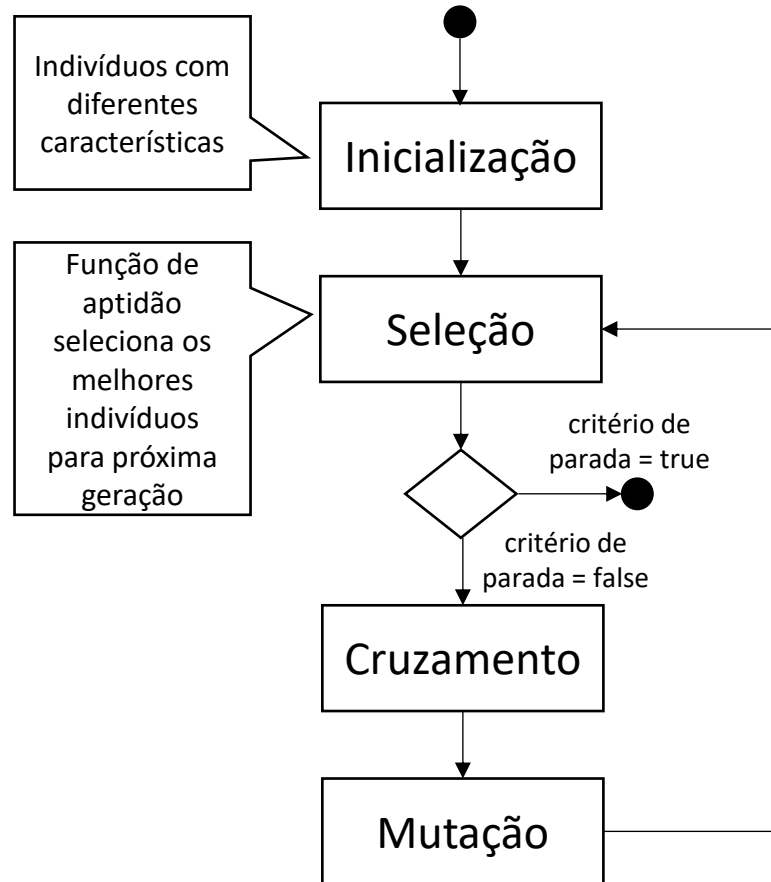 Indivíduos com
diferentes
características
Inicialização
Função de
aptidão
seleciona os
melhores
indivíduos
para próxima
geração
Seleção
critério de
parada = true
critério de
parada = false
Cruzamento
Mutação